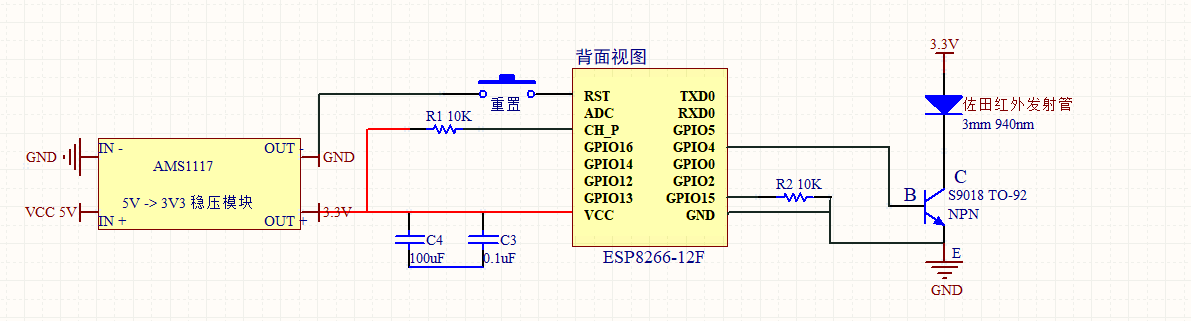 背面视图
3.3V
重置
RST
TXD0
佐田红外发射管
ADC
RXD0
3mm 940nm
R1 10K
CH_P
GPIO5
GND
IN -
OUT -
GND
GPIO16
GPIO4
AMS1117
GPIO14
GPIO0
C
GPIO12
GPIO2
R2 10K
B
S9018 TO-92
5V -> 3V3 稳压模块
GPIO13
GPIO15
NPN
VCC 5V
IN +
OUT +
3.3V
VCC
GND
C4
C3
100uF
0.1uF
ESP8266-12F
E
GND